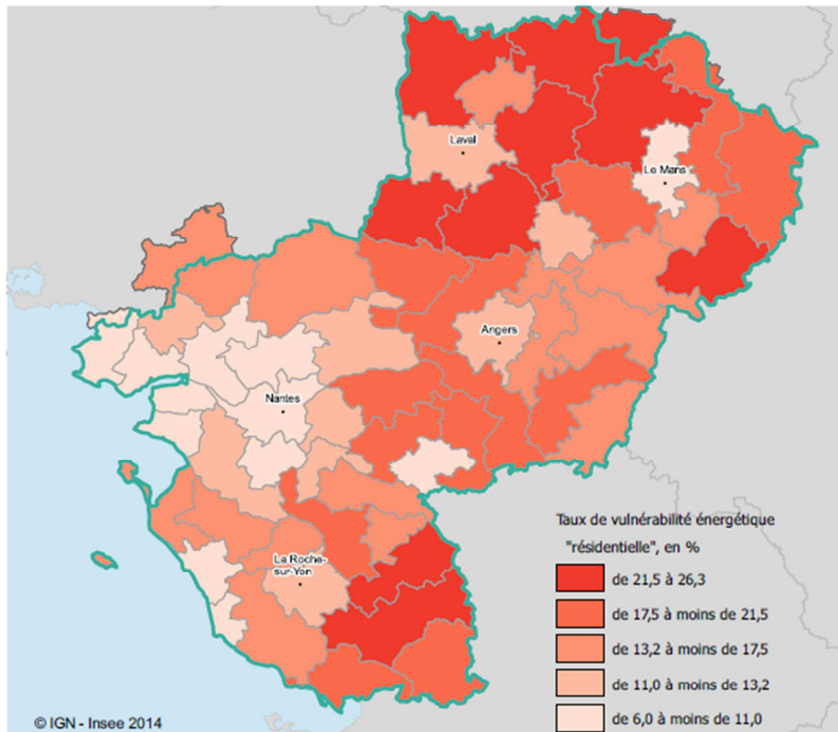 Laval
Le Mans
Angers
Nantes
La Roche-
sur-Yon
Taux de vulnérabilité énergétique
"résidentielle", en %
de 21,5 à 26,3
de 17,5 à moins de 21,5
de 13,2 à moins de 17,5
de 11,0 à moins de 13,2
de 6,0 à moins de 11,0
© IGN - Insee 2014